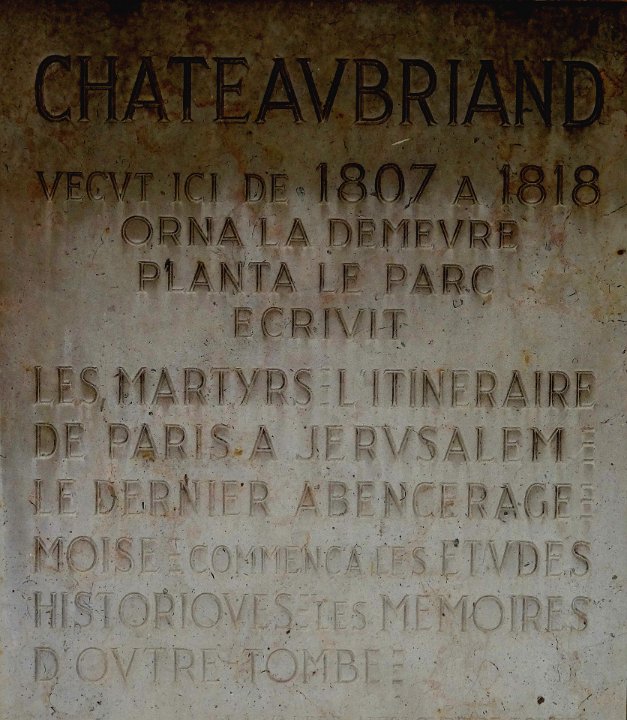 CHATEAVBRIAND
VECVT ICI DE 1807 A 1818
ORNA LA DEMEVRE
PLANTA LE PARC
ECRIVIT
LES MARTYRS L'ITINERAIRE
DE PARIS A JERVSALEM
LE DERNIER ABENCERAGE
MOISE COMMENCA LES ETVDES
HISTORIQVES LES MEMOIRES
D'OVTRE TOMBE